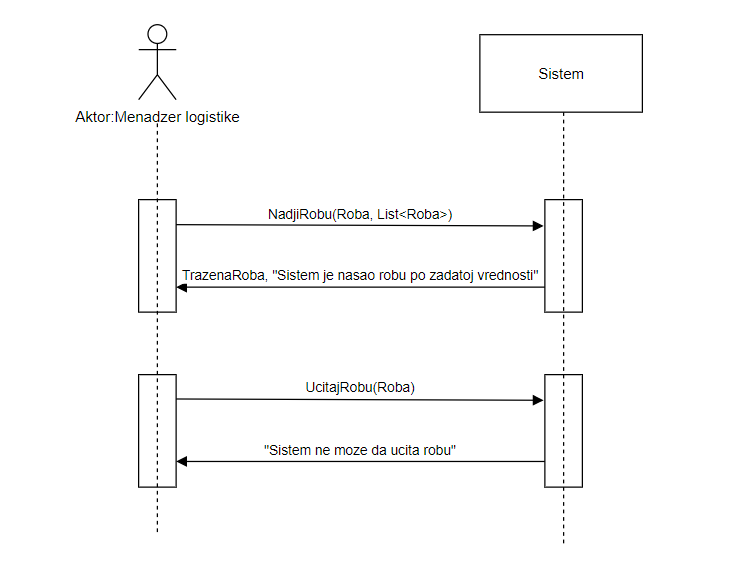 Sistem
Aktor:Menadzer logistike
NadjiRobu(Roba, List<Roba>)
TrazenaRoba, "Sistem je nasao robu po zadatoj vrednosti"
UcitajRobu(Roba)
"Sistem ne moze da ucita robu"